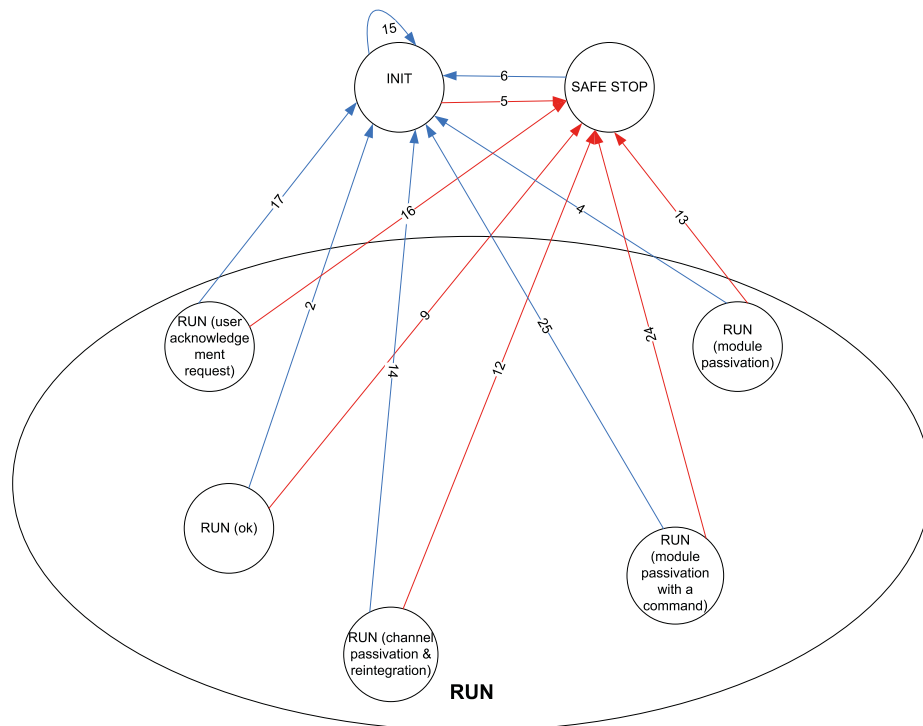 15
INIT
6
SAFE STOP
5
17
16
4
13
2
9
25
24
14
12
RUN (user
acknowledge
ment
request)
RUN
(module
passivation)
RUN (ok)
RUN
(module
passivation
with a
command)
RUN (channel
passivation &
reintegration)
RUN